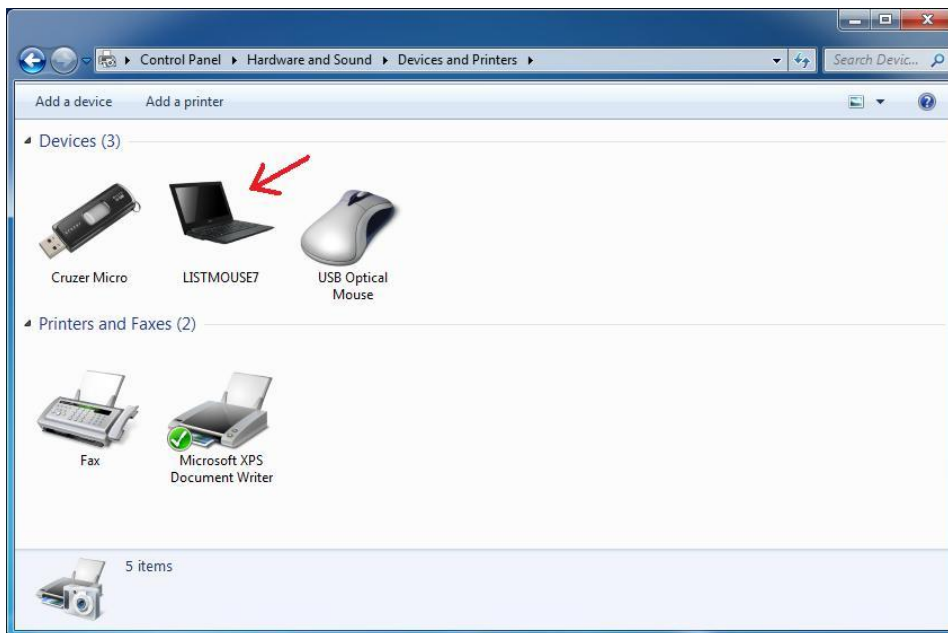 Control Panel Hardware and Sound Devices and Printers
Search Devic...
Add a device Add a printer
Devices (3)
Cruzer Micro LISTMOUSE7 USB Optical
Mouse
Printers and Faxes (2)
Fax Microsoft XPS
Document Writer
5 items